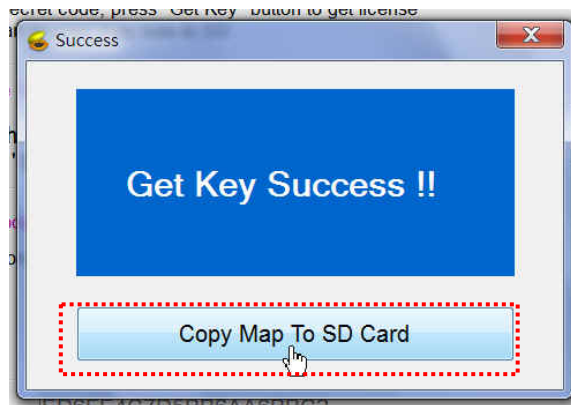 ecret code, press "Get Key" button to get license
Success
Get Key Success !!
Copy Map To SD Card